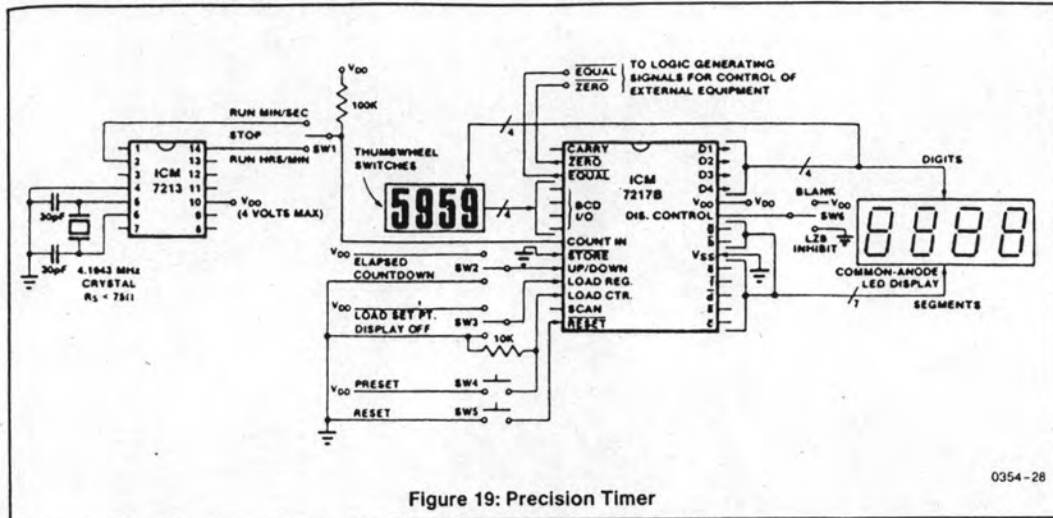 VDD
100K
RUN MIN/SEC
STOP
SW1
RUN HRS/MIN
ICM
7213
2
3
4
5
6
7
14
13
12
11
10
9
8
VDD
(4 VOLTS MAX)
30pF
30pF
4.1943 MHz
CRYSTAL
RS < 75Ω
THUMBWHEEL
SWITCHES
5959
4
4
EQUAL
ZERO
TO LOGIC GENERATING
SIGNALS FOR CONTROL OF
EXTERNAL EQUIPMENT
CARRY
ZERO
EQUAL
BCD
I/O
COUNT IN
STORE
UP/DOWN
LOAD REG.
LOAD CTR.
SCAN
RESET
ICM
7217B
D1
D2
D3
D4
VDD
DIS. CONTROL
VSS
VDD
4
DIGITS
BLANK
VDD
SW6
LZB
INHIBIT
8888
COMMON-ANODE
LED DISPLAY
7
SEGMENTS
VDD
ELAPSED
COUNTDOWN
SW2
VDD
LOAD SET PT.
DISPLAY OFF
SW3
10K
VDD
PRESET
SW4
RESET
SW5
0354-28
Figure 19: Precision Timer